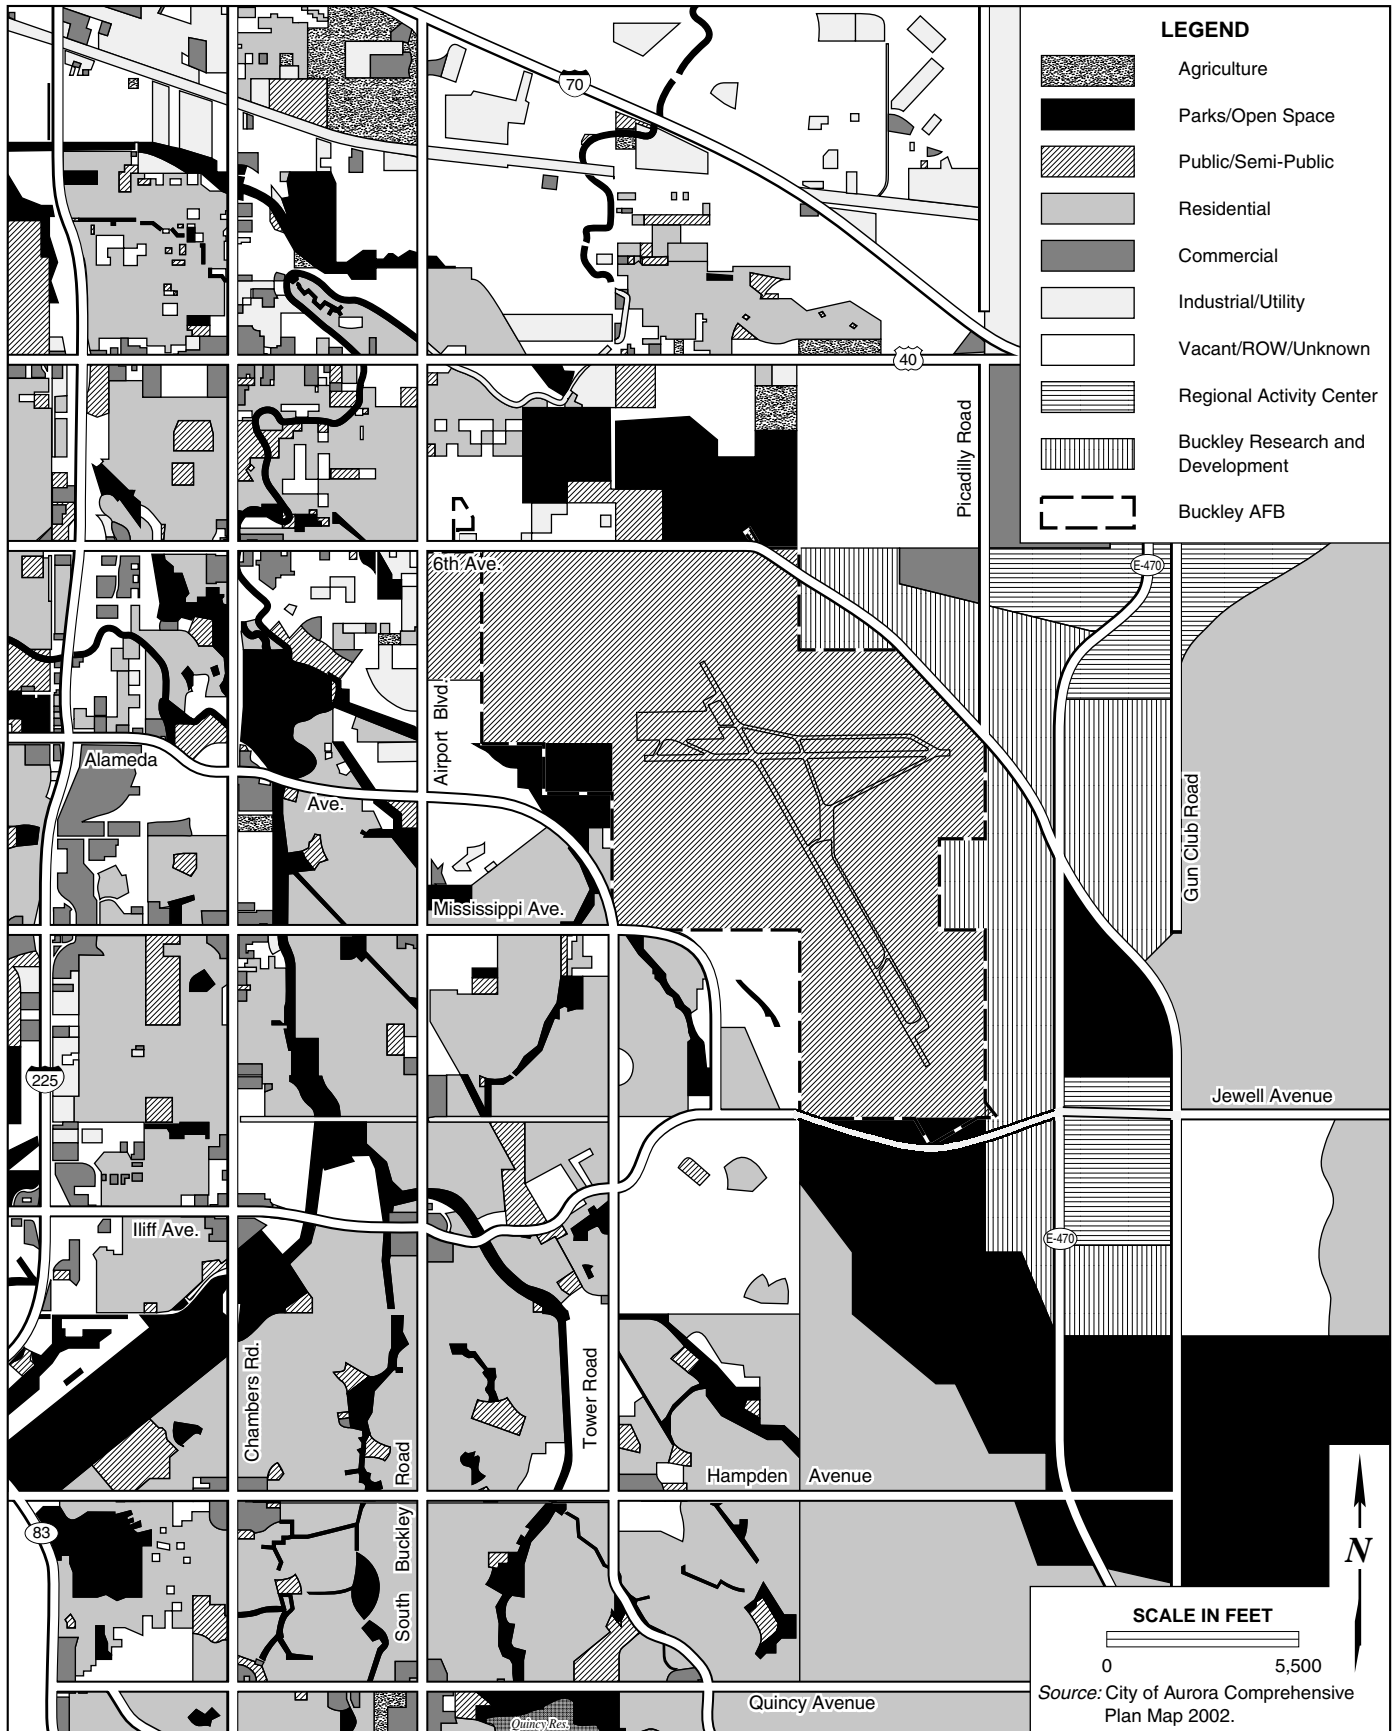 LEGEND
Agriculture
Parks/Open Space
Public/Semi-Public
Residential
Commercial
Industrial/Utility
Vacant/ROW/Unknown
Regional Activity Center
Buckley Research and
Development
Buckley AFB
70
40
Picadilly Road
6th Ave.
E-470
Airport Blvd.
Alameda
Ave.
Gun Club Road
Mississippi Ave.
225
Jewell Avenue
Iliff Ave.
E-470
Chambers Rd.
Tower Road
South Buckley Road
Hampden Avenue
83
N
SCALE IN FEET
0 5,500
Source: City of Aurora Comprehensive
Plan Map 2002.
Quincy Avenue
Quincy Res.